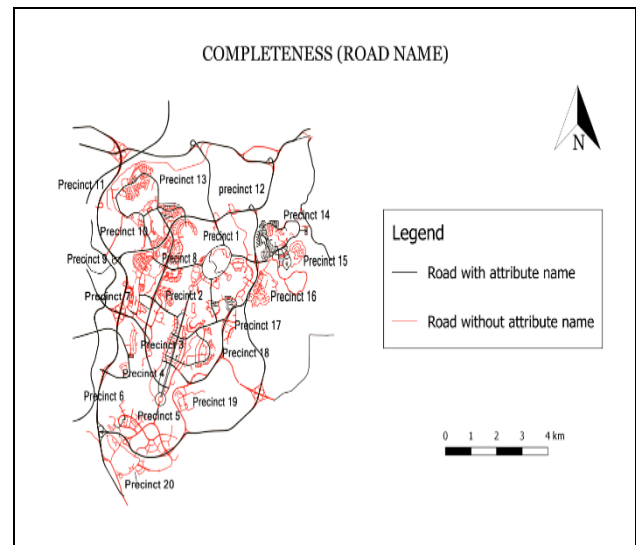 COMPLETENESS (ROAD NAME)
N
Precinct 11
Precinct 13
precinct 12
Precinct 14
Precinct 10
Precinct 1
Precinct 9
Precinct 8
Precinct 15
Precinct 7
Precinct 2
Precinct 16
Precinct 17
Precinct 3
Precinct 18
Precinct 4
Precinct 6
Precinct 19
Precinct 5
Precinct 20
Legend
Road with attribute name
Road without attribute name
0 1 2 3 4 km